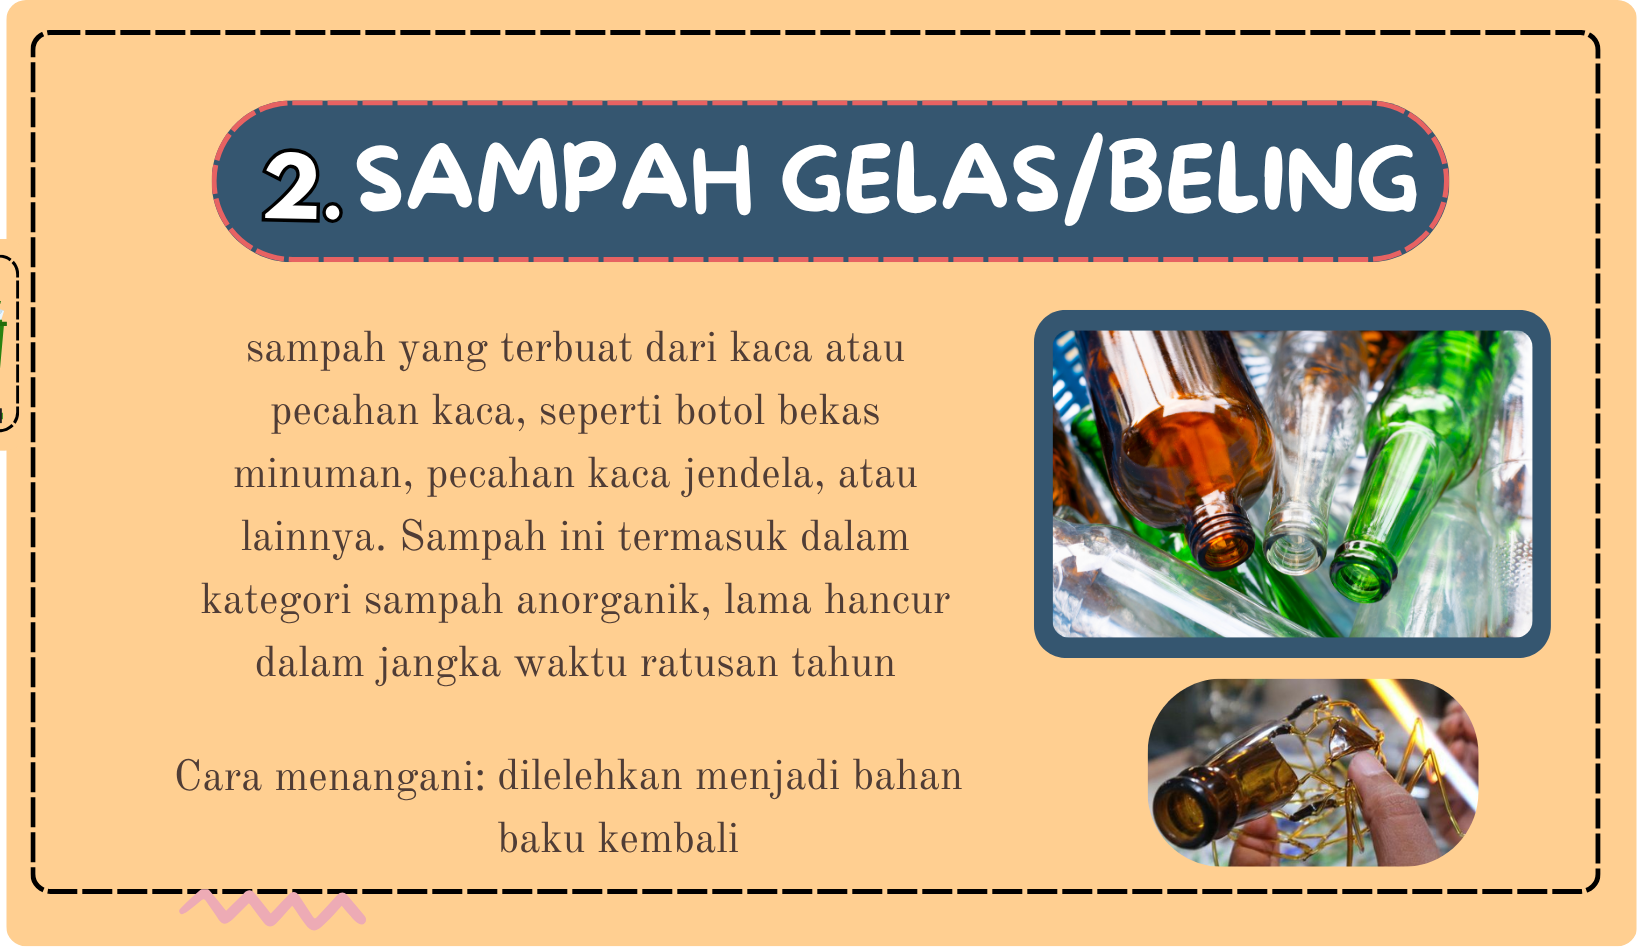 2. SAMPAH GELAS/BELING
sampah yang terbuat dari kaca atau
pecahan kaca, seperti botol bekas
minuman, pecahan kaca jendela, atau
lainnya. Sampah ini termasuk dalam
kategori sampah anorganik, lama hancur
dalam jangka waktu ratusan tahun
Cara menangani: dilelehkan menjadi bahan
baku kembali